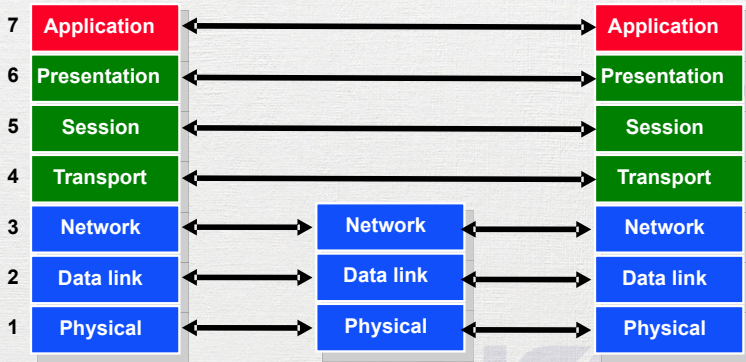 7 Application Application
6 Presentation Presentation
5 Session Session
4 Transport Transport
3 Network Network Network
2 Data link Data link Data link
1 Physical Physical Physical